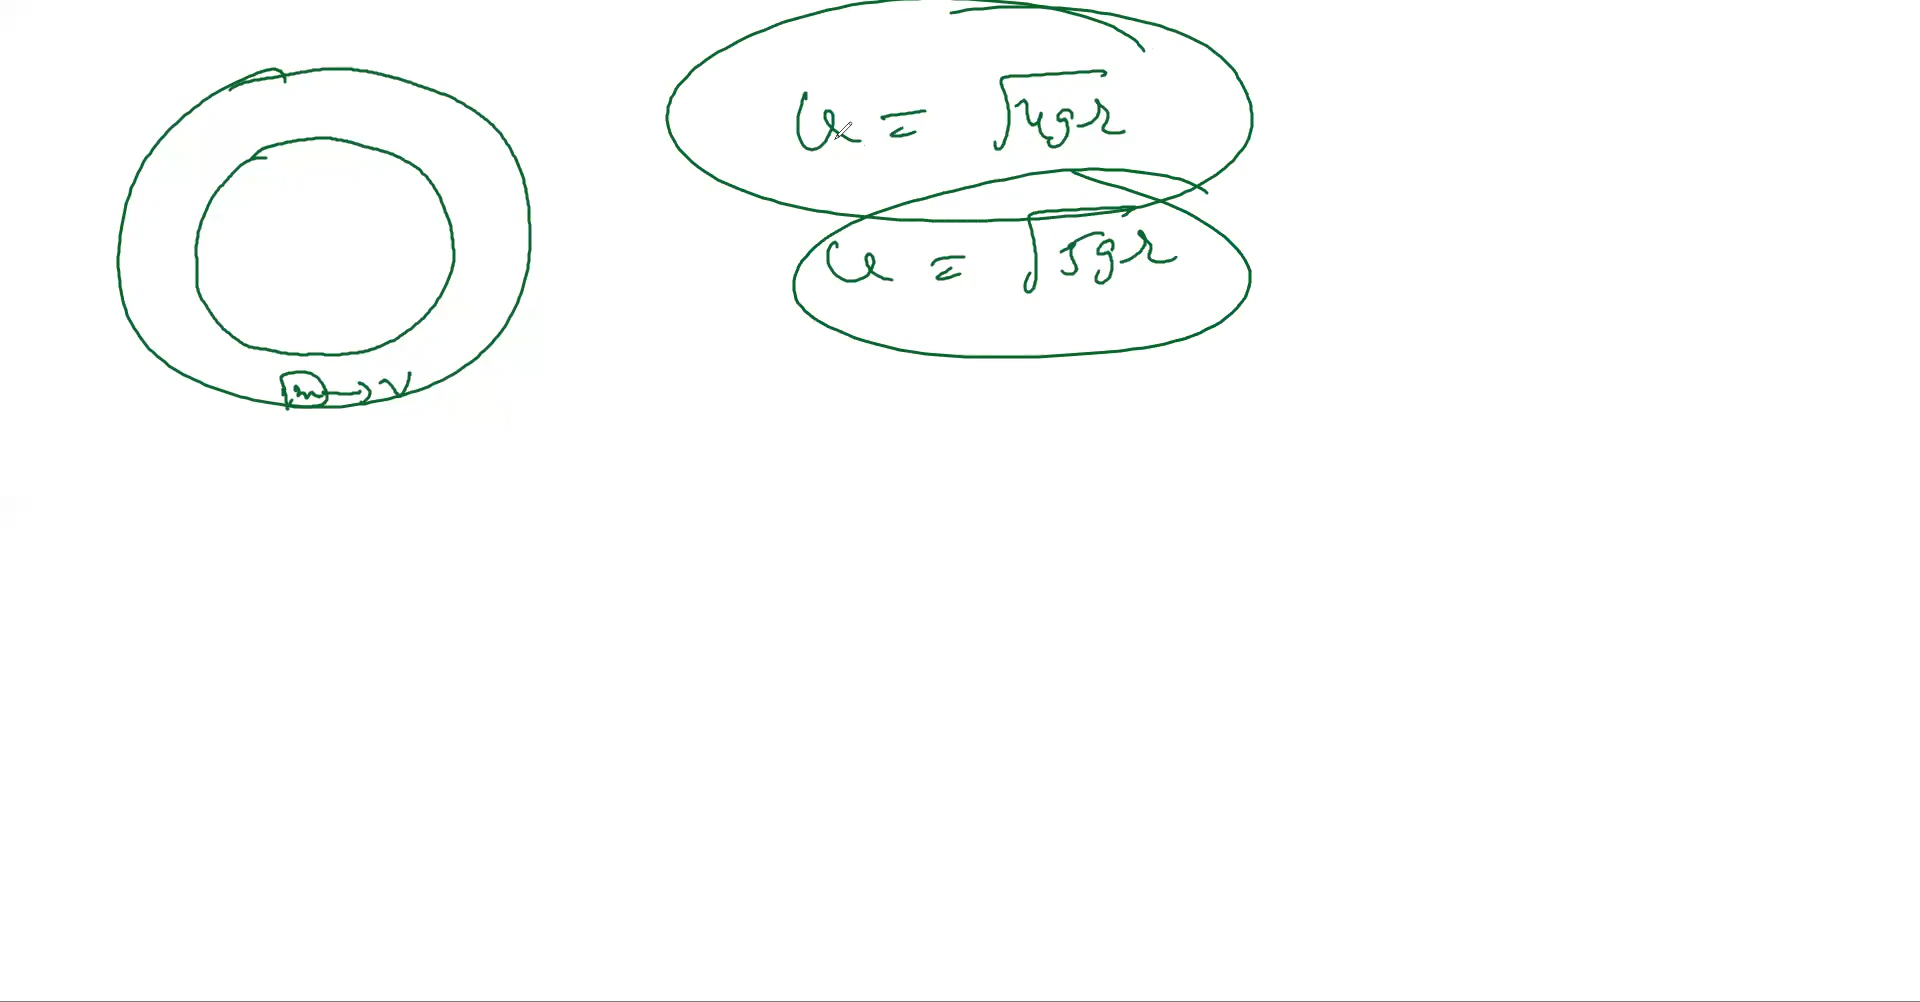 u = √4gr
u = √5gr
m → v